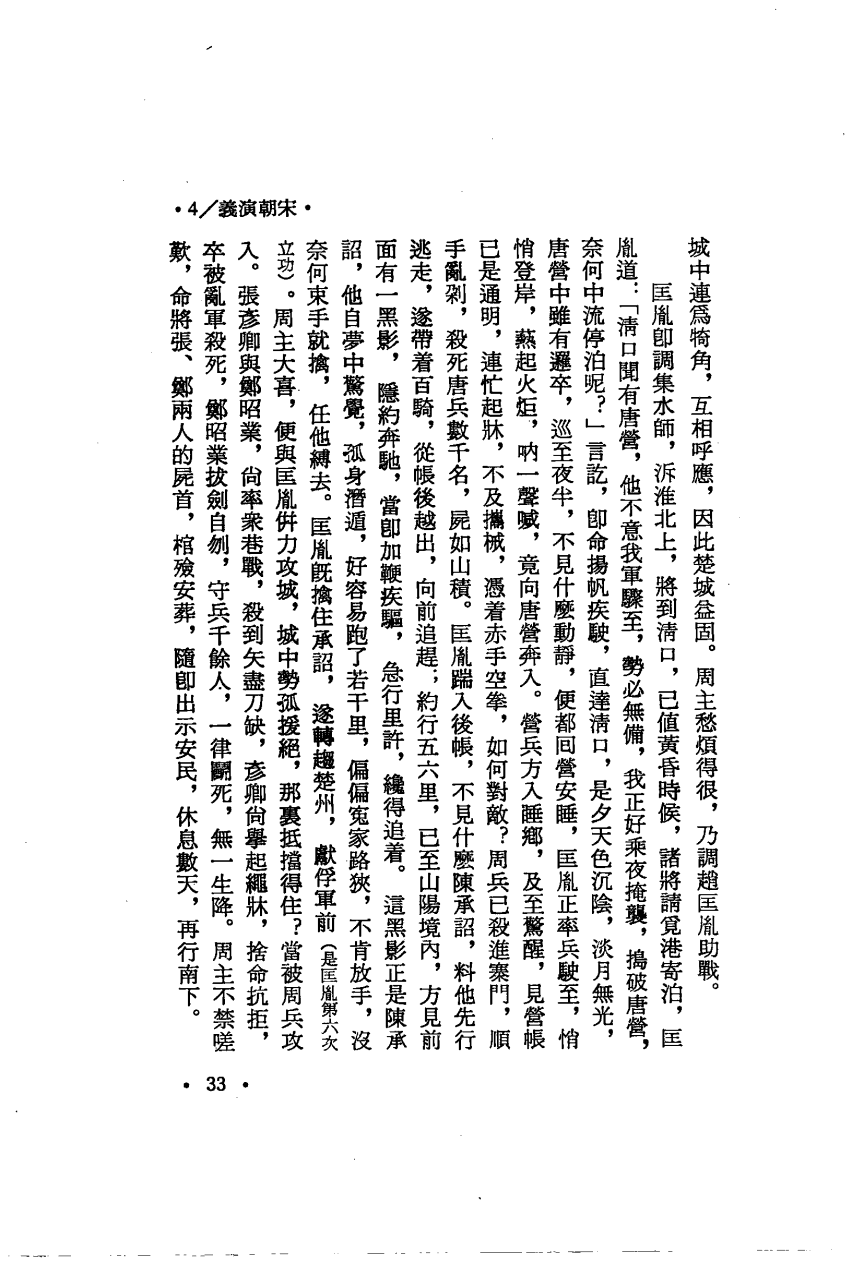 •4/義演朝宋•
城中連爲犄角，互相呼應，因此楚城益固。周主愁煩得很，乃調趙匡胤助戰。
匡胤卽調集水師，泝淮北上，將到淸口，已值黃昏時候，諸將請覓港寄泊，匡
胤道：「淸口聞有唐營，他不意我軍驟至，勢必無備，我正好乘夜掩襲，搗破唐營，
奈何中流停泊呢？」言訖，卽命揚帆疾駛，直達淸口，是夕天色沉陰，淡月無光，
唐營中雖有邏卒，巡至夜半，不見什麽動靜，便都回營安睡，匡胤正率兵駛至，悄
悄登岸，爇起火炬，吶一聲喊，竟向唐營奔入。營兵方入睡鄉，及至驚醒，見營帳
已是通明，連忙起牀，不及攜械，憑着赤手空拳，如何對敵？周兵已殺進寨門，順
手亂剁，殺死唐兵數千名，屍如山積。匡胤踹入後帳，不見什麽陳承詔，料他先行
逃走，遂帶着百騎，從帳後越出，向前追趕；約行五六里，已至山陽境內，方見前
面有一黑影，隱約奔馳，當卽加鞭疾驅，急行里許，纔得追着。這黑影正是陳承
詔，他自夢中驚覺，孤身潛遁，好容易跑了若干里，偏偏寃家路狹，不肯放手，沒
奈何束手就擒，任他縛去。匡胤旣擒住承詔，遂轉趨楚州，獻俘軍前（是匡胤第六次
立功）。周主大喜，便與匡胤倂力攻城，城中勢孤援絕，那裏抵擋得住？當被周兵攻
入。張彥卿與鄭昭業，尙率衆巷戰，殺到矢盡刀缺，彥卿尙擧起繩牀，捨命抗拒，
卒被亂軍殺死，鄭昭業拔劍自刎，守兵千餘人，一律鬭死，無一生降。周主不禁嗟
歎，命將張、鄭兩人的屍首，棺殮安葬，隨卽出示安民，休息數天，再行南下。
• 33 •